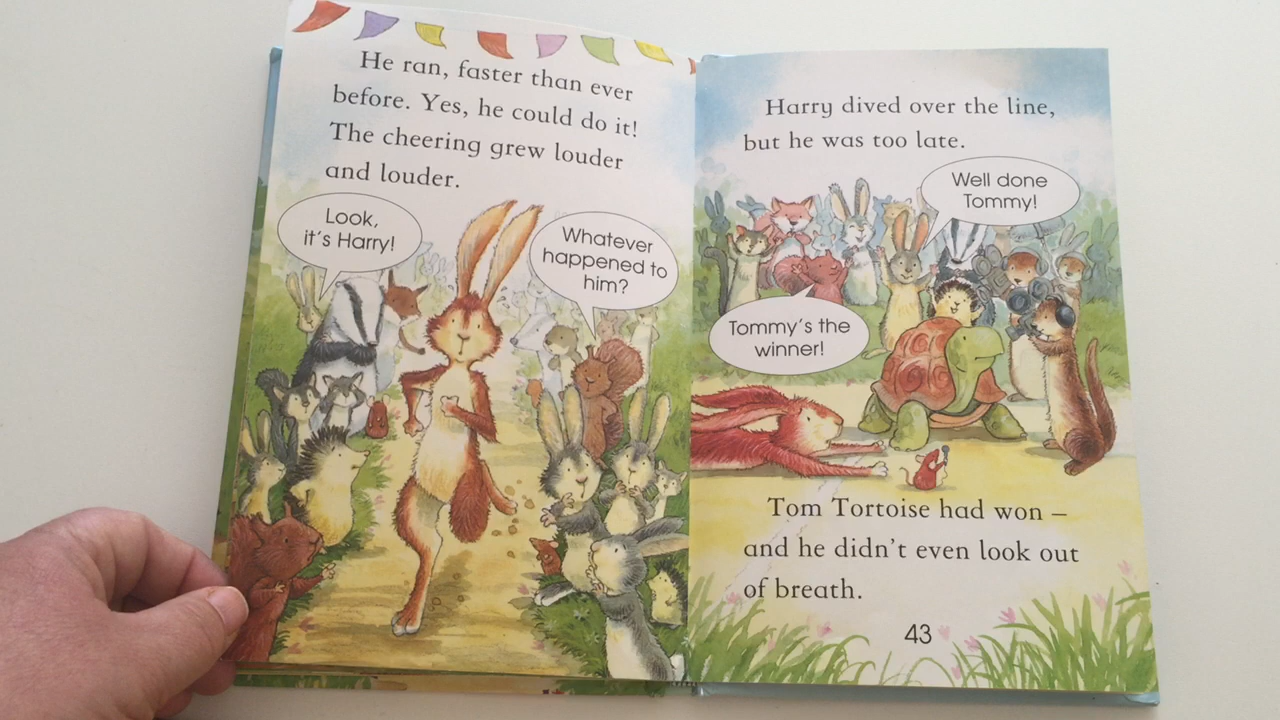 He ran, faster than ever
before. Yes, he could do it!
The cheering grew louder
and louder.
Look,
it's Harry!
Whatever
happened to
him?
Harry dived over the line,
but he was too late.
Well done
Tommy!
Tommy's the
winner!
Tom Tortoise had won –
and he didn't even look out
of breath.
43